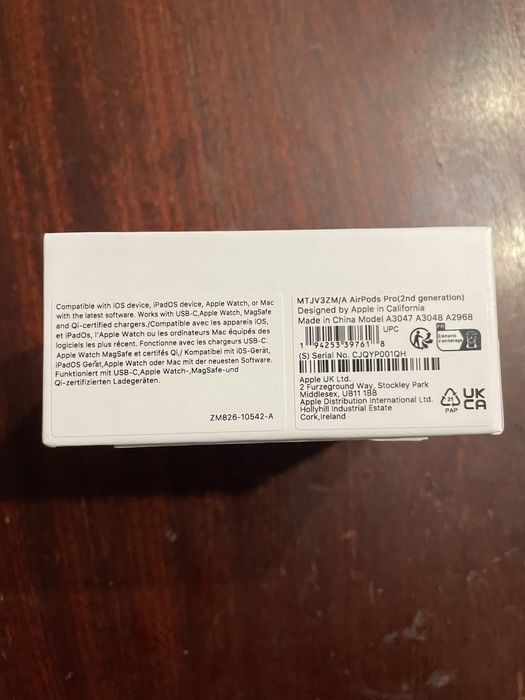 Compatible with iOS device, iPadOS device, Apple Watch, or Mac
with the latest software. Works with USB-C,Apple Watch, MagSafe
and Qi-certified chargers./Compatible avec les appareils iOS,
et iPadOs, l'Apple Watch ou les ordinateurs Mac équipés des
logiciels les plus récent. Fonctionne avec les chargeurs USB-C.
Apple Watch MagSafe et certifés Qi,/ Kompatibel mit iOS-Gerät,
iPadOS Gerät,Apple Watch oder Mac mit der neuesten Software.
Funktioniert mit USB-C,Apple Watch-,MagSafe-und
Qi-zertifizierten Ladegeräten.
ZM826-10542-A
MTJV3ZM/A AirPods Pro(2nd generation)
Designed by Apple in California
Made in China Model A3047 A3048 A2968
UPC
1 94253 39761 8
FR
Éléments
d'emballage
(S) Serial No. CJQYP001QH
Apple UK Ltd.
2 Furzeground Way, Stockley Park
Middlesex, UB11 1BB
Apple Distribution International Ltd.
Hollyhill Industrial Estate
Cork,Ireland
21
PAP
UK
CA